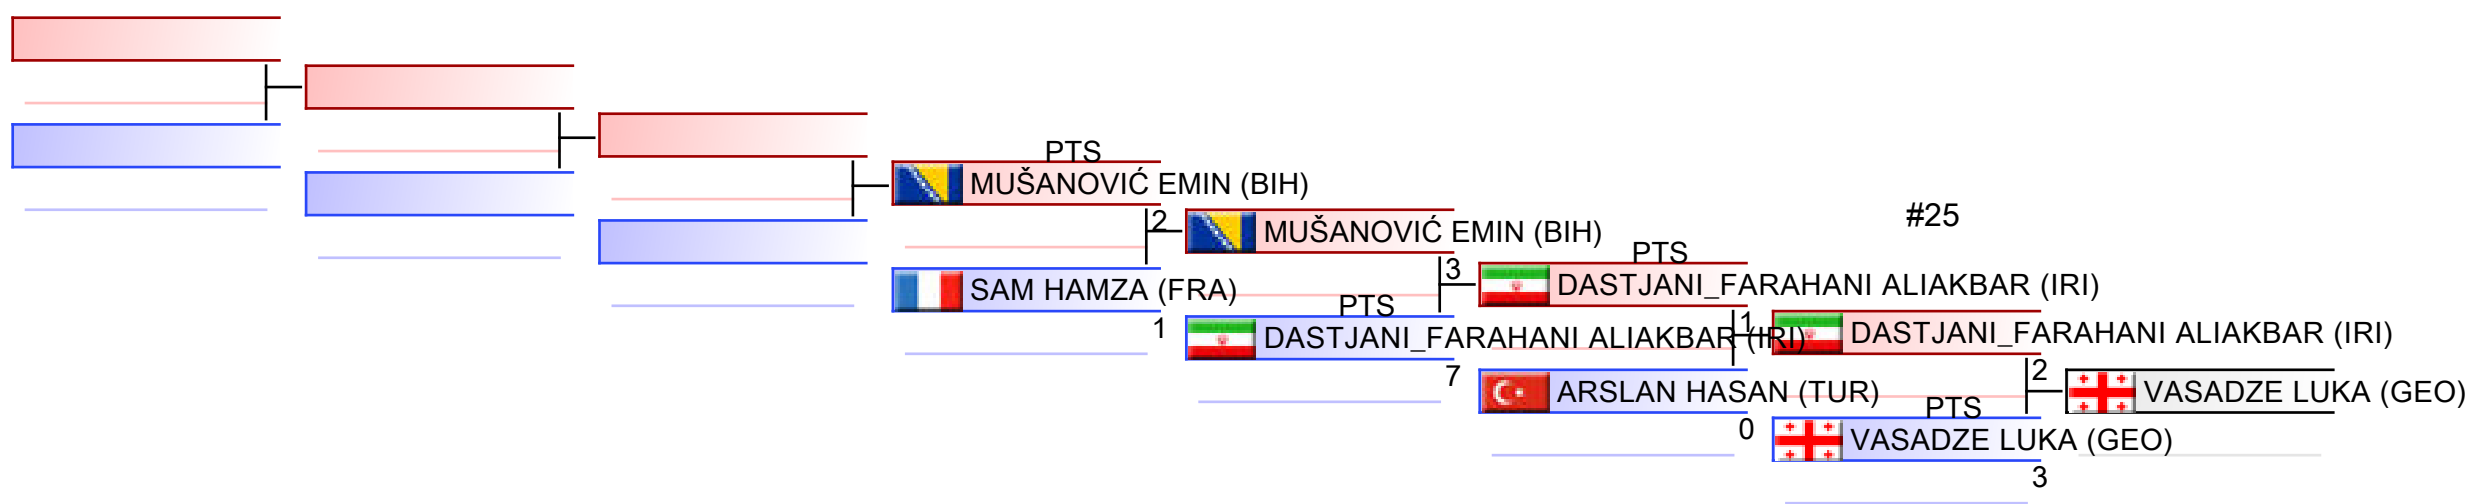 PTS
MUŠANOVIĆ EMIN (BIH)
2
SAM HAMZA (FRA)
1
MUŠANOVIĆ EMIN (BIH)
3
PTS
DASTJANI_FARAHANI ALIAKBAR (IRI)
7
PTS
DASTJANI_FARAHANI ALIAKBAR (IRI)
1
ARSLAN HASAN (TUR)
0
#25
DASTJANI_FARAHANI ALIAKBAR (IRI)
2
PTS
VASADZE LUKA (GEO)
3
VASADZE LUKA (GEO)